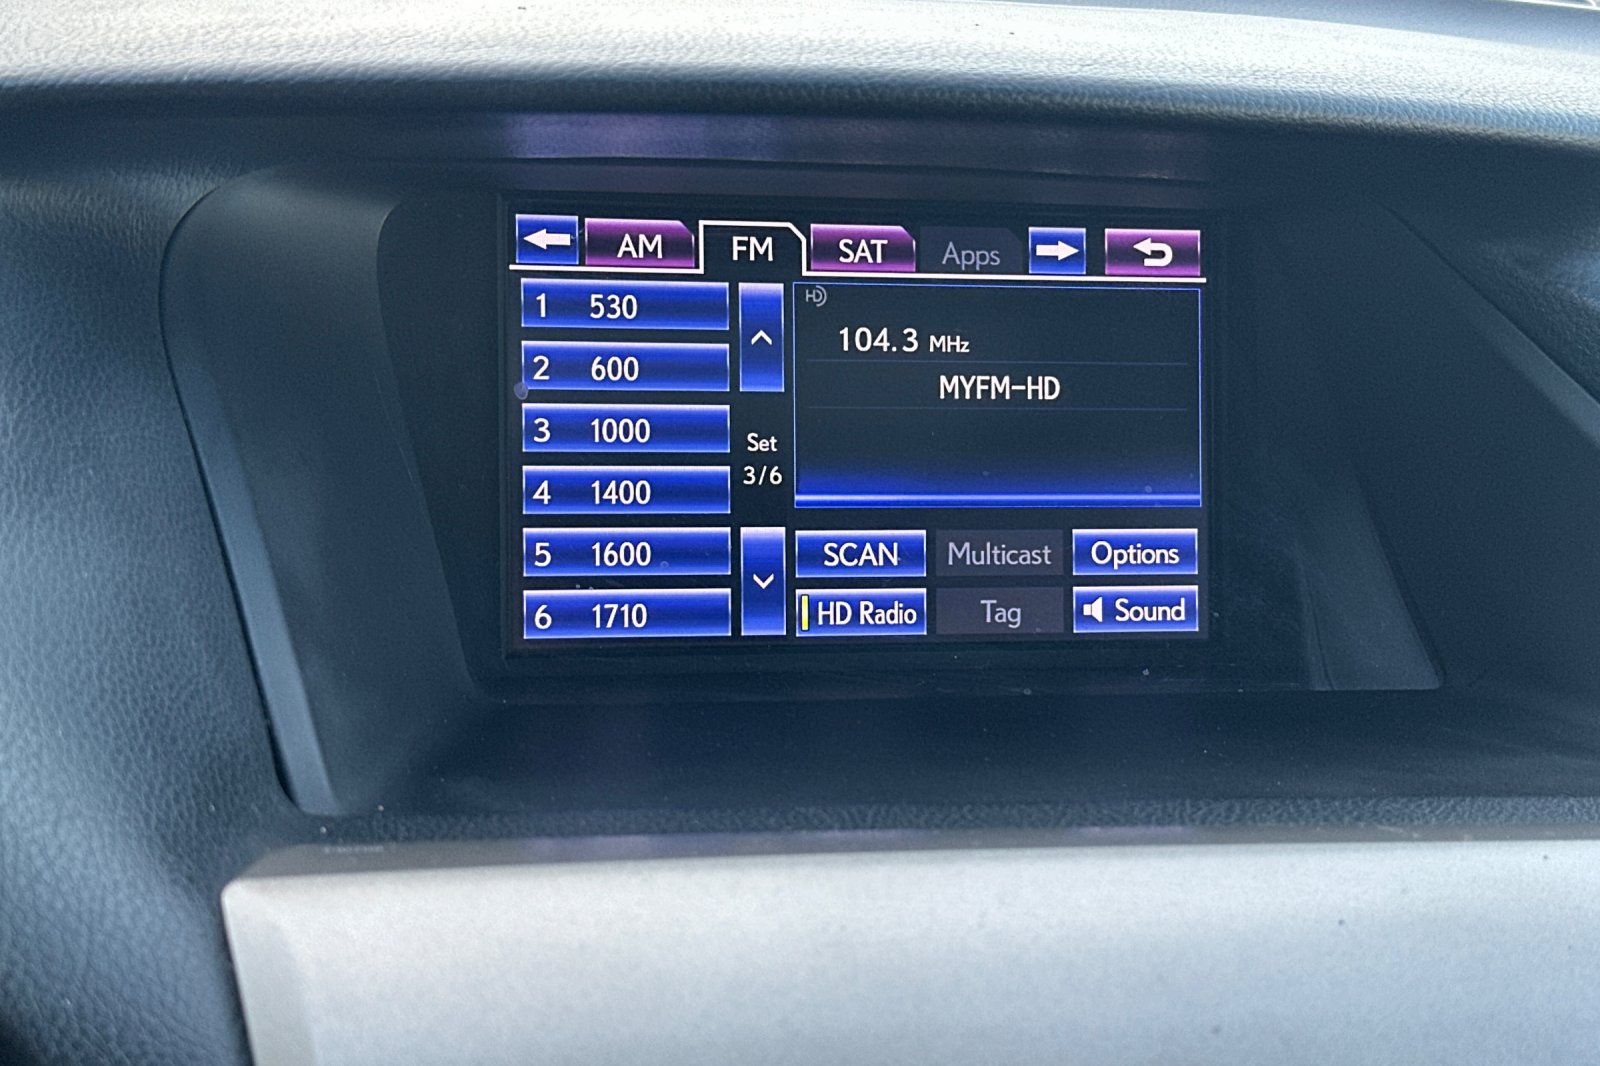 AM FM SAT Apps
1 530
2 600
3 1000
4 1400
5 1600
6 1710
Set
3/6
HD
104.3 MHz
MYFM-HD
SCAN Multicast Options
HD Radio Tag Sound